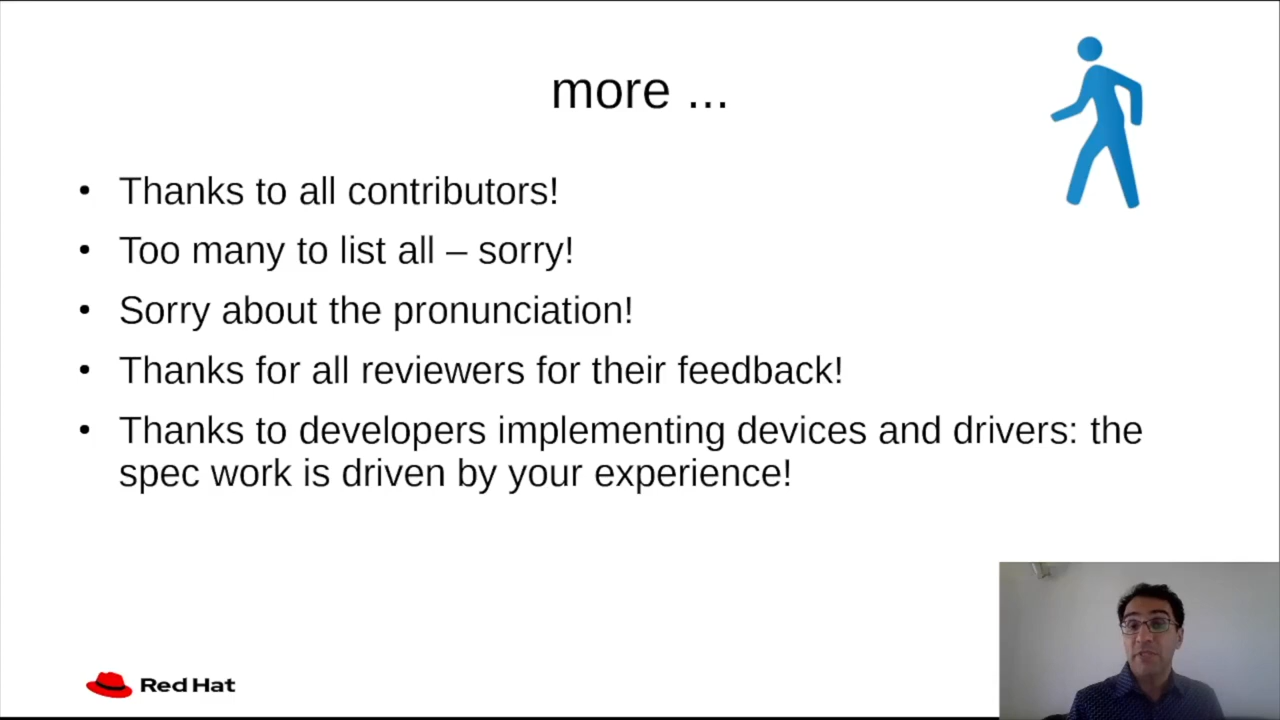 more ...
• Thanks to all contributors!
• Too many to list all – sorry!
• Sorry about the pronunciation!
• Thanks for all reviewers for their feedback!
• Thanks to developers implementing devices and drivers: the
spec work is driven by your experience!
Red Hat